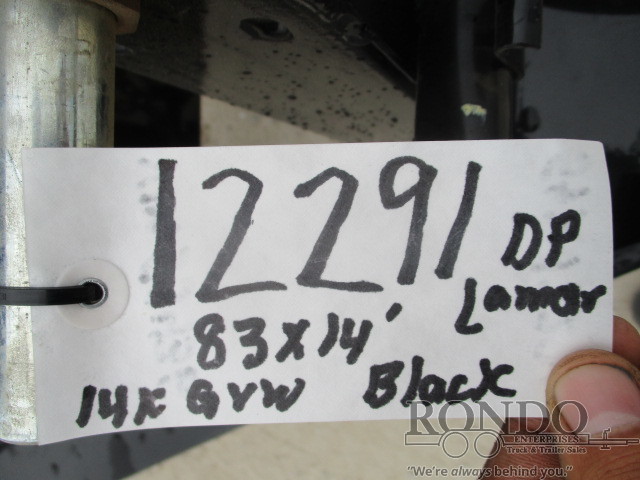 12291 DP
Lamar
83x14'
14k GVW Black
RONDO
ENTERPRISES
Truck & Trailer Sales
"We're always behind you."